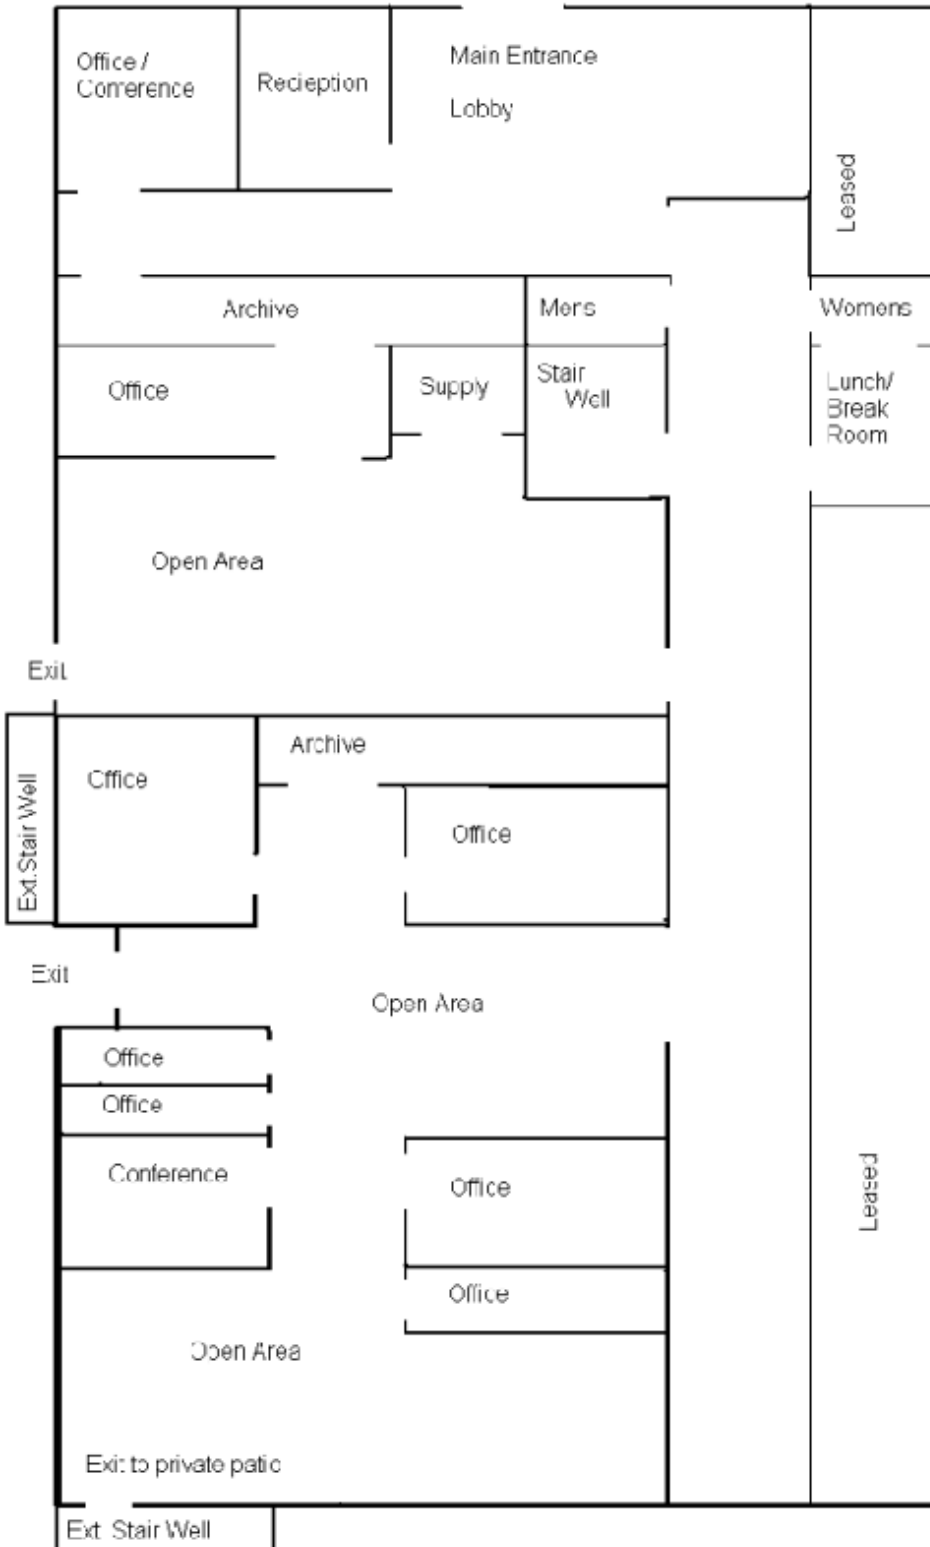 Office /
Conference
Recieption
Main Entrance
Lobby
Leased
Archive
Mens
Womens
Office
Supply
Stair
Well
Lunch/
Break
Room
Open Area
Exit
Archive
Office
Ext.Stair Well
Office
Exit
Open Area
Office
Office
Conference
Office
Leased
Office
Open Area
Exit to private patio
Ext. Stair Well